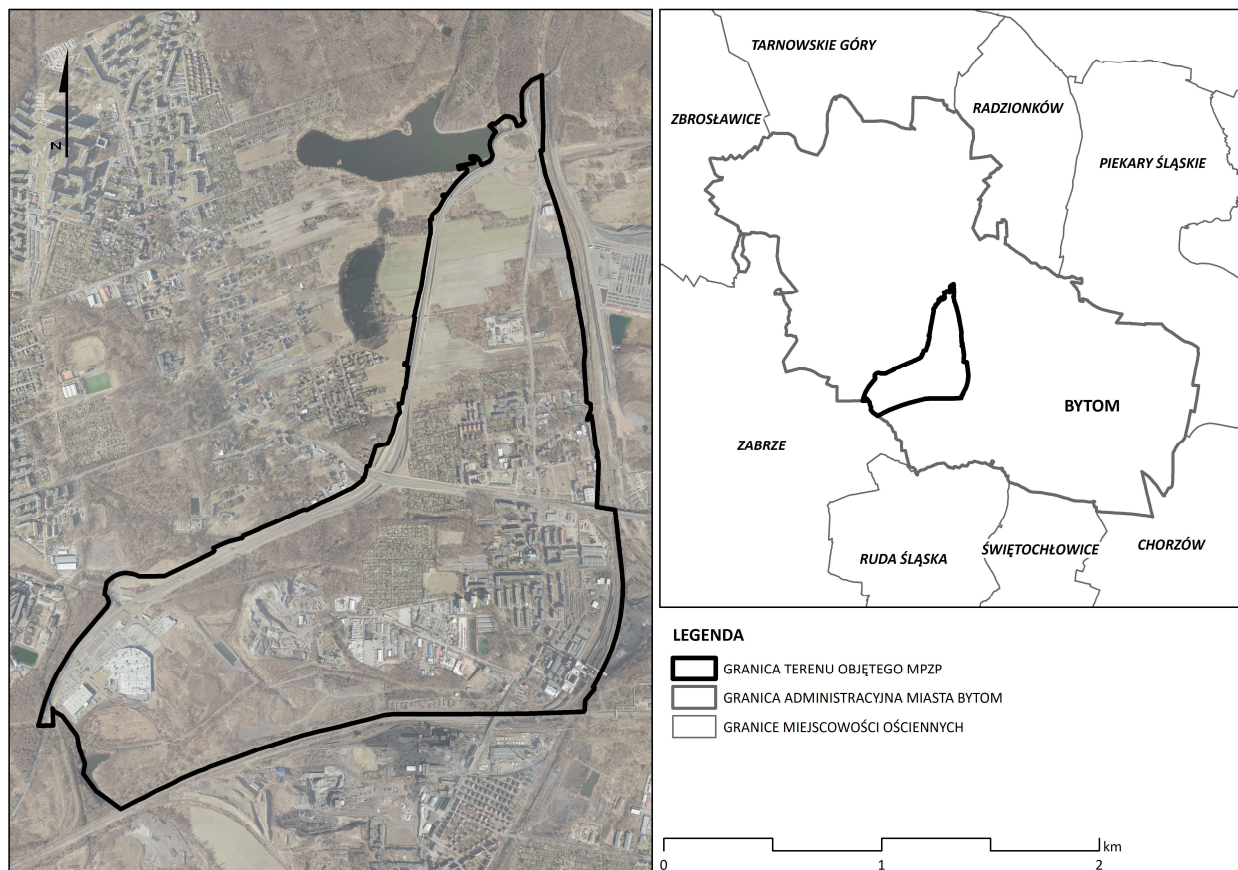 N
TARNOWSKIE GÓRY
RADZIONKÓW
ZBROSŁAWICE
PIEKARY ŚLĄSKIE
BYTOM
ZABRZE
RUDA ŚLĄSKA
ŚWIĘTOCHŁOWICE
CHORZÓW
LEGENDA
GRANICA TERENU OBJĘTEGO MPZP
GRANICA ADMINISTRACYJNA MIASTA BYTOM
GRANICE MIEJSCOWOŚCI OŚCIENNYCH
km
0 1 2